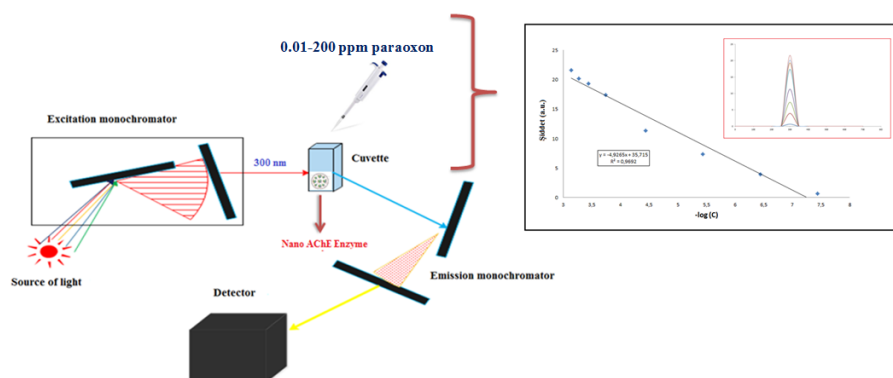 0.01-200 ppm paraoxon
Excitation monochromator
300 nm
Cuvette
Nano AChE Enzyme
Source of light
Emission monochromator
Detector
Şiddet (a.u.)
25
20
15
10
5
0
y = -4,9265x + 35,715
R² = 0,9692
3 3,5 4 4,5 5 5,5 6 6,5 7 7,5 8
-log (C)